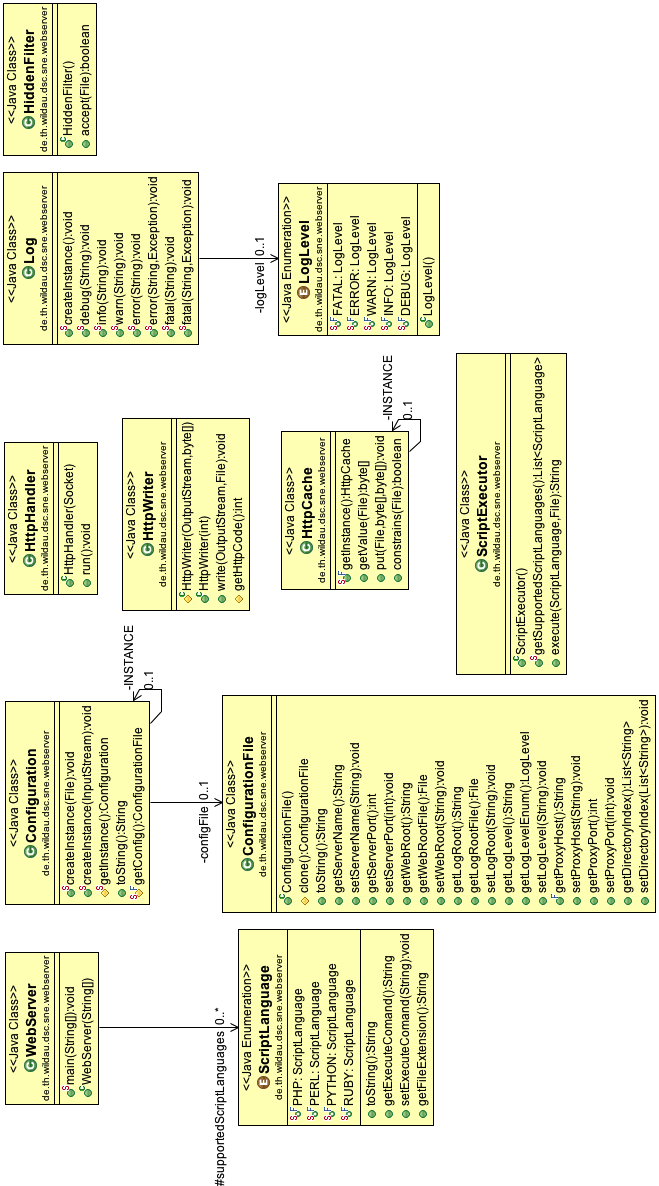 <<Java Class>>
WebServer
de.th.wildau.dsc.sne.webserver
main(String[]):void
WebServer(String[])
#supportedScriptLanguages 0..*
<<Java Enumeration>>
ScriptLanguage
de.th.wildau.dsc.sne.webserver
PHP: ScriptLanguage
PERL: ScriptLanguage
PYTHON: ScriptLanguage
RUBY: ScriptLanguage
toString():String
getExecuteComand():String
setExecuteComand(String):void
getFileExtension():String
<<Java Class>>
Configuration
de.th.wildau.dsc.sne.webserver
createInstance(File):void
createInstance(InputStream):void
getInstance():Configuration
toString():String
getConfig():ConfigurationFile
-INSTANCE
0..1
-configFile 0..1
<<Java Class>>
ConfigurationFile
de.th.wildau.dsc.sne.webserver
ConfigurationFile()
clone():ConfigurationFile
toString():String
getServerName():String
setServerName(String):void
getServerPort():int
setServerPort(int):void
getWebRoot():String
getWebRootFile():File
setWebRoot(String):void
getLogRoot():String
getLogRootFile():File
setLogRoot(String):void
getLogLevel():String
getLogLevelEnum():LogLevel
setLogLevel(String):void
getProxyHost():String
setProxyHost(String):void
getProxyPort():int
setProxyPort(int):void
getDirectoryIndex():List<String>
setDirectoryIndex(List<String>):void
<<Java Class>>
HttpHandler
de.th.wildau.dsc.sne.webserver
HttpHandler(Socket)
run():void
<<Java Class>>
HttpWriter
de.th.wildau.dsc.sne.webserver
HttpWriter(OutputStream,byte[])
HttpWriter(int)
write(OutputStream,File):void
getHttpCode():int
<<Java Class>>
HttpCache
de.th.wildau.dsc.sne.webserver
getInstance():HttpCache
getValue(File):byte[]
put(File,byte[],byte[]):void
constrains(File):boolean
-INSTANCE
0..1
<<Java Class>>
ScriptExecutor
de.th.wildau.dsc.sne.webserver
ScriptExecutor()
getSupportedScriptLanguages():List<ScriptLanguage>
execute(ScriptLanguage,File):String
<<Java Class>>
Log
de.th.wildau.dsc.sne.webserver
createInstance():void
debug(String):void
info(String):void
warn(String):void
error(String):void
error(String,Exception):void
fatal(String):void
fatal(String,Exception):void
-logLevel 0..1
<<Java Enumeration>>
LogLevel
de.th.wildau.dsc.sne.webserver
FATAL: LogLevel
ERROR: LogLevel
WARN: LogLevel
INFO: LogLevel
DEBUG: LogLevel
LogLevel()
<<Java Class>>
HiddenFilter
de.th.wildau.dsc.sne.webserver
HiddenFilter()
accept(File):boolean